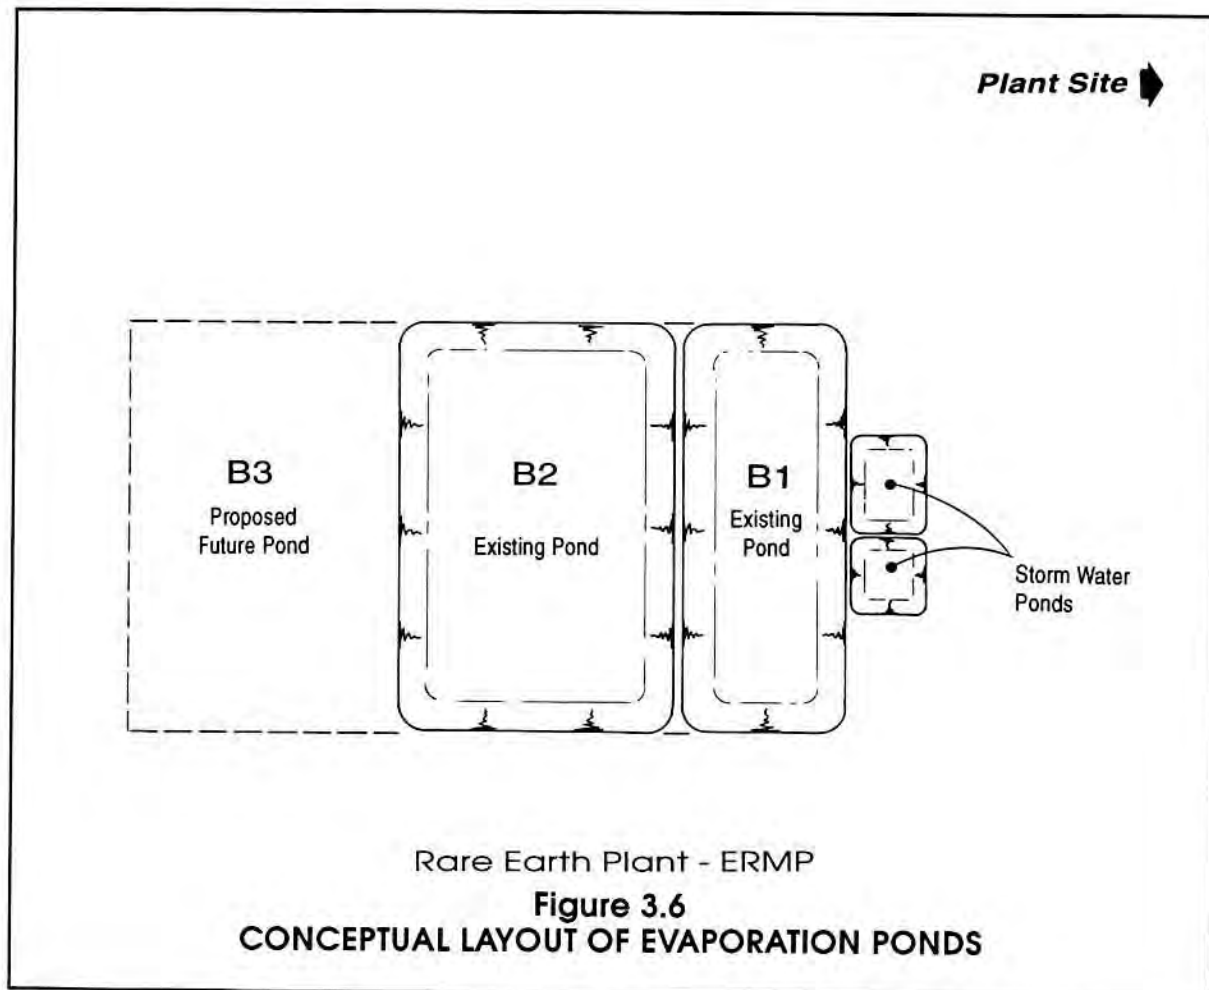 Plant Site
B3
Proposed
Future Pond
B2
Existing Pond
B1
Existing
Pond
Storm Water
Ponds
Rare Earth Plant - ERMP
Figure 3.6
CONCEPTUAL LAYOUT OF EVAPORATION PONDS